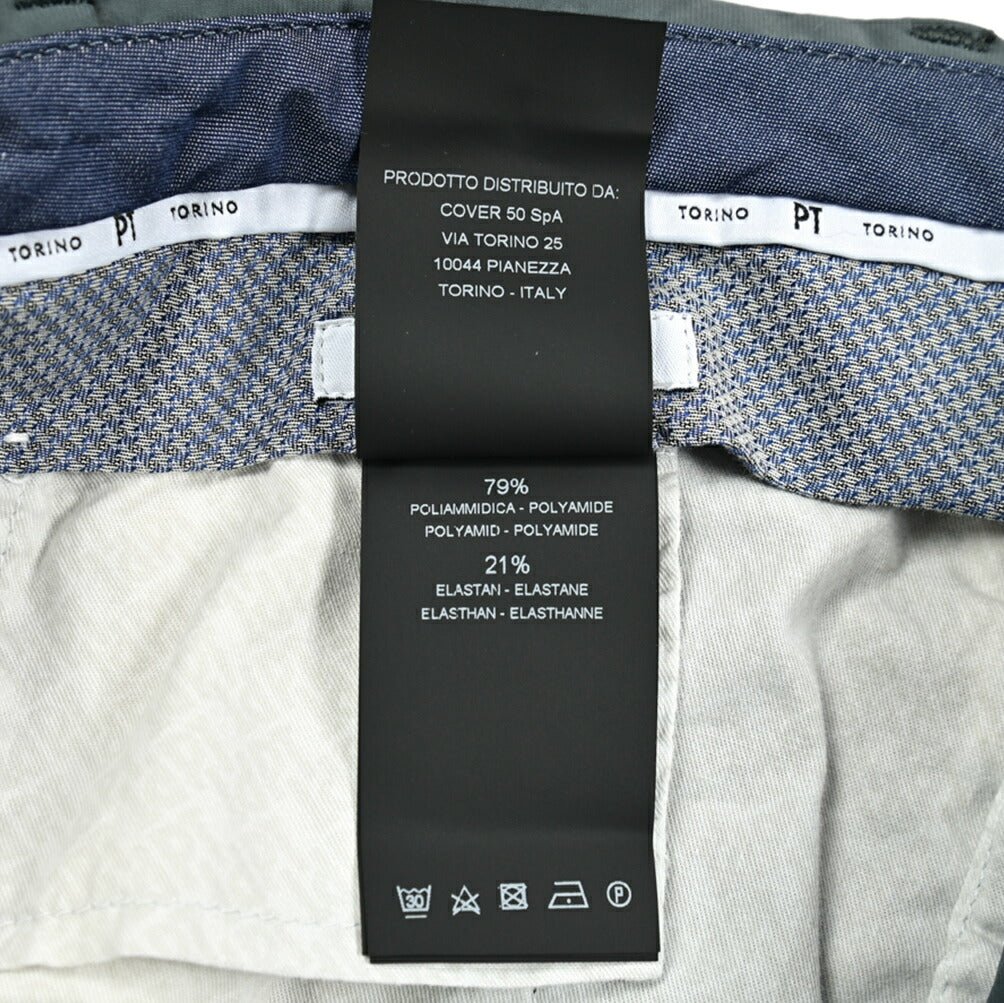 PRODOTTO DISTRIBUITO DA:
COVER 50 SpA
VIA TORINO 25
10044 PIANEZZA
TORINO - ITALY
TORINO PT TORINO
TORINO PT TORINO
79%
POLIAMMIDICA - POLYAMIDE
POLYAMID - POLYAMIDE
21%
ELASTAN - ELASTANE
ELASTHAN - ELASTHANNE
30 P